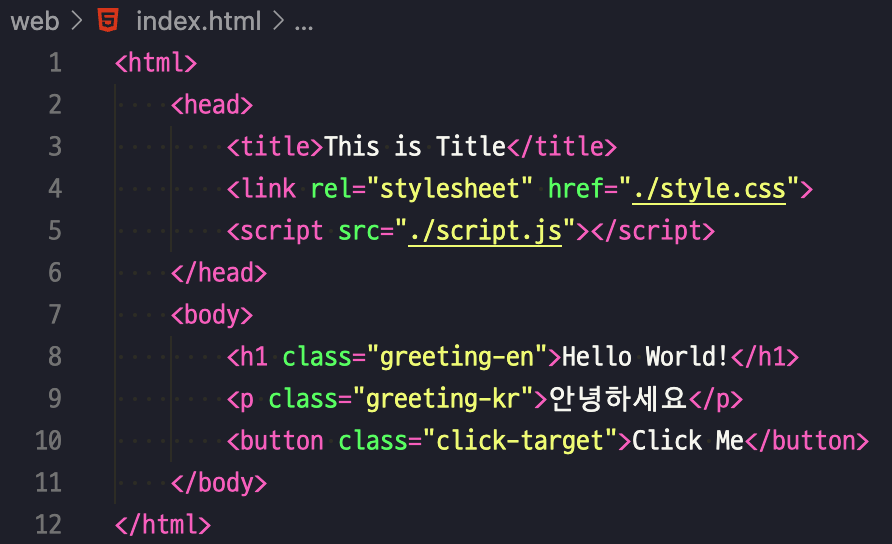 web > index.html > ...
1 <html>
2 <head>
3 <title>This is Title</title>
4 <link rel="stylesheet" href="./style.css">
5 <script src="./script.js"></script>
6 </head>
7 <body>
8 <h1 class="greeting-en">Hello World!</h1>
9 <p class="greeting-kr">안녕하세요</p>
10 <button class="click-target">Click Me</button>
11 </body>
12 </html>